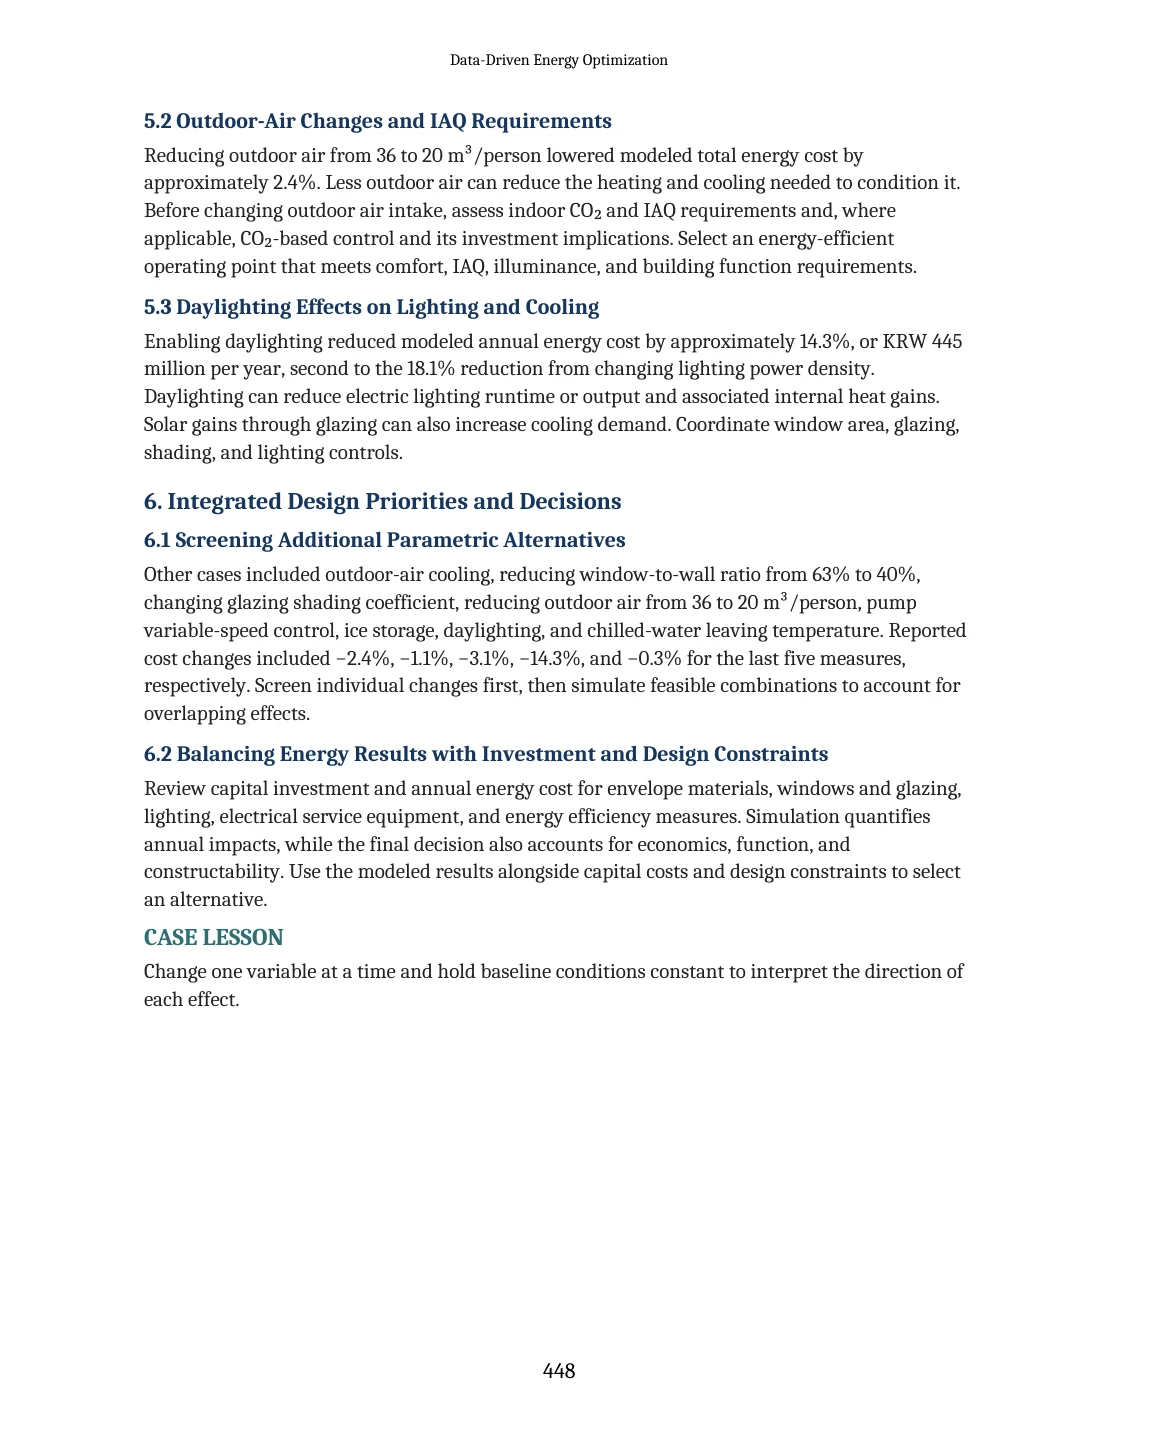 Data-Driven Energy Optimization
5.2 Outdoor-Air Changes and IAQ Requirements
Reducing outdoor air from 36 to 20 m³/person lowered modeled total energy cost by
approximately 2.4%. Less outdoor air can reduce the heating and cooling needed to condition it.
Before changing outdoor air intake, assess indoor CO₂ and IAQ requirements and, where
applicable, CO₂-based control and its investment implications. Select an energy-efficient
operating point that meets comfort, IAQ, illuminance, and building function requirements.
5.3 Daylighting Effects on Lighting and Cooling
Enabling daylighting reduced modeled annual energy cost by approximately 14.3%, or KRW 445
million per year, second to the 18.1% reduction from changing lighting power density.
Daylighting can reduce electric lighting runtime or output and associated internal heat gains.
Solar gains through glazing can also increase cooling demand. Coordinate window area, glazing,
shading, and lighting controls.
6. Integrated Design Priorities and Decisions
6.1 Screening Additional Parametric Alternatives
Other cases included outdoor-air cooling, reducing window-to-wall ratio from 63% to 40%,
changing glazing shading coefficient, reducing outdoor air from 36 to 20 m³/person, pump
variable-speed control, ice storage, daylighting, and chilled-water leaving temperature. Reported
cost changes included −2.4%, −1.1%, −3.1%, −14.3%, and −0.3% for the last five measures,
respectively. Screen individual changes first, then simulate feasible combinations to account for
overlapping effects.
6.2 Balancing Energy Results with Investment and Design Constraints
Review capital investment and annual energy cost for envelope materials, windows and glazing,
lighting, electrical service equipment, and energy efficiency measures. Simulation quantifies
annual impacts, while the final decision also accounts for economics, function, and
constructability. Use the modeled results alongside capital costs and design constraints to select
an alternative.
CASE LESSON
Change one variable at a time and hold baseline conditions constant to interpret the direction of
each effect.
448